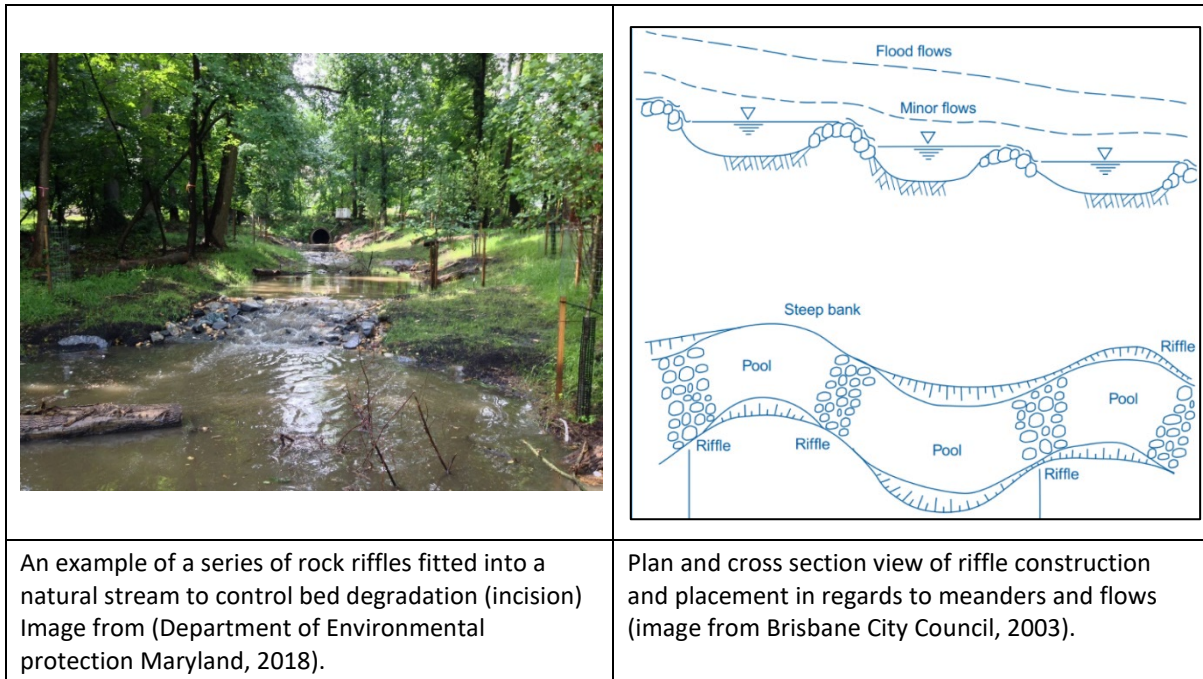 Flood flows
Minor flows
Steep bank
Riffle
Pool
Pool
Riffle
Riffle
Pool
Riffle
An example of a series of rock riffles fitted into a
natural stream to control bed degradation (incision)
Image from (Department of Environmental
protection Maryland, 2018).
Plan and cross section view of riffle construction
and placement in regards to meanders and flows
(image from Brisbane City Council, 2003).